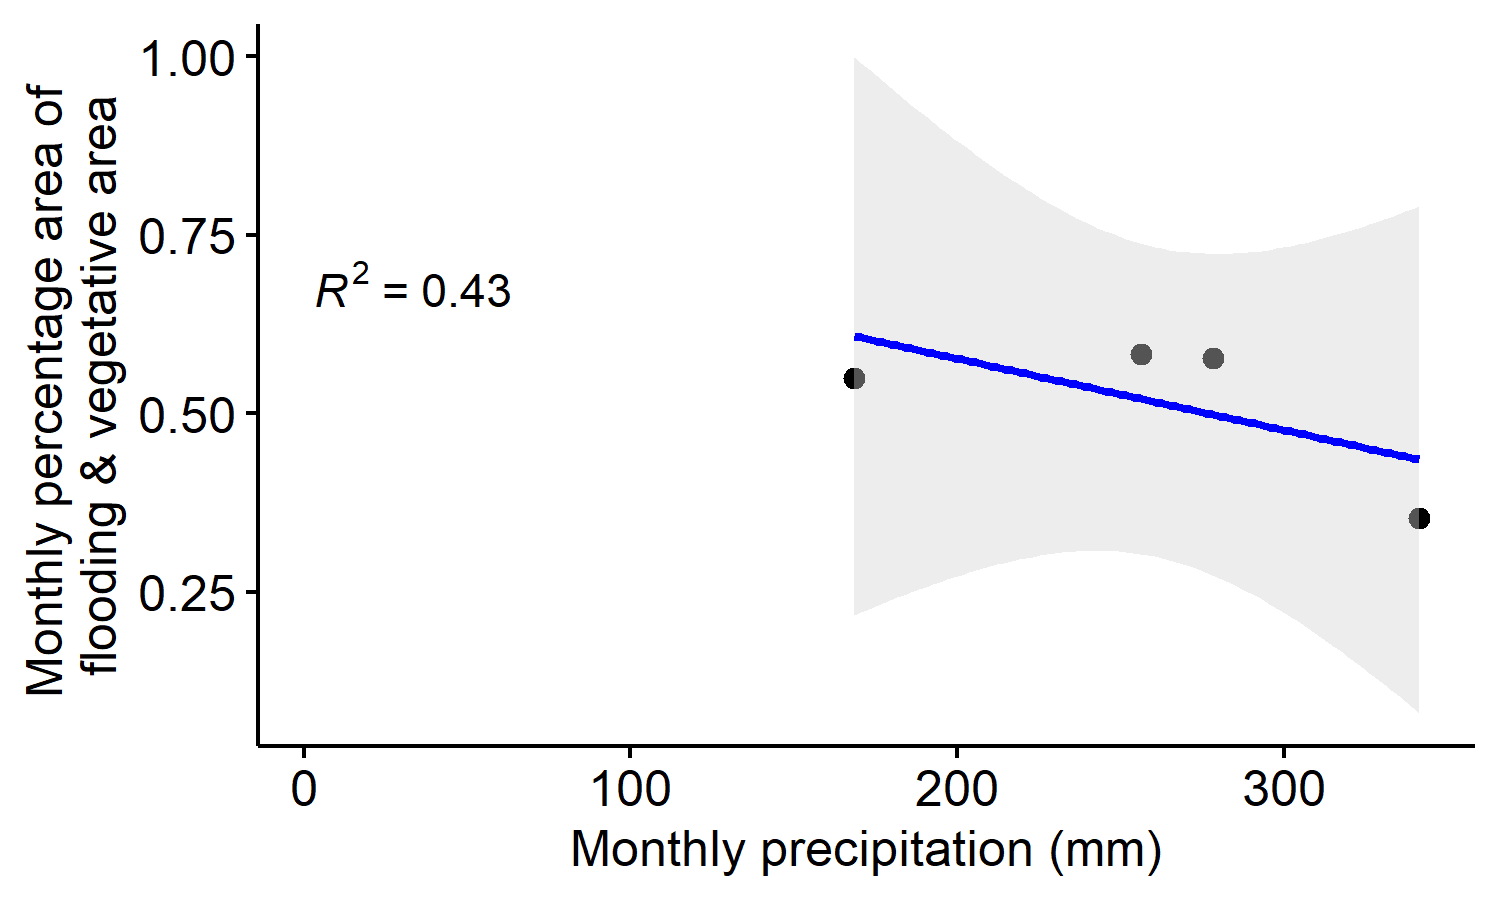 Monthly percentage area of
flooding & vegetative area
1.00
0.75
0.50
0.25
R² = 0.43
0 100 200 300
Monthly precipitation (mm)